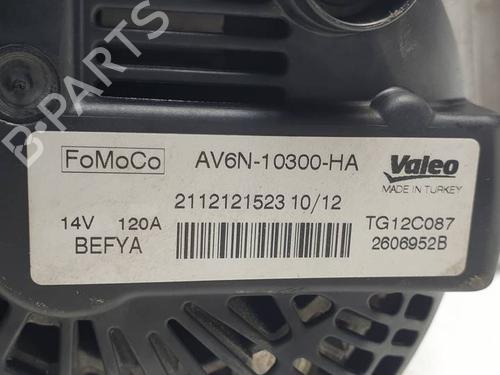 B-PARTS
FoMoCo AV6N-10300-HA Valeo
MADE IN TURKEY
2112121523 10/12
14V 120A TG12C087
BEFYA 2606952B